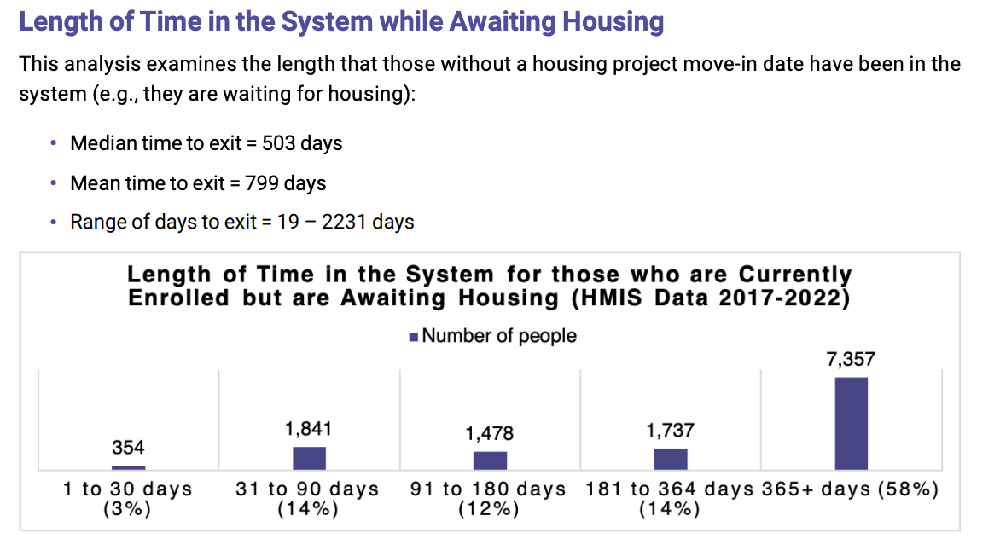 Length of Time in the System while Awaiting Housing
This analysis examines the length that those without a housing project move-in date have been in the
system (e.g., they are waiting for housing):
• Median time to exit = 503 days
• Mean time to exit = 799 days
• Range of days to exit = 19 – 2231 days
Length of Time in the System for those who are Currently
Enrolled but are Awaiting Housing (HMIS Data 2017-2022)
Number of people
354
1,841
1,478
1,737
7,357
1 to 30 days
(3%)
31 to 90 days
(14%)
91 to 180 days
(12%)
181 to 364 days
(14%)
365+ days (58%)